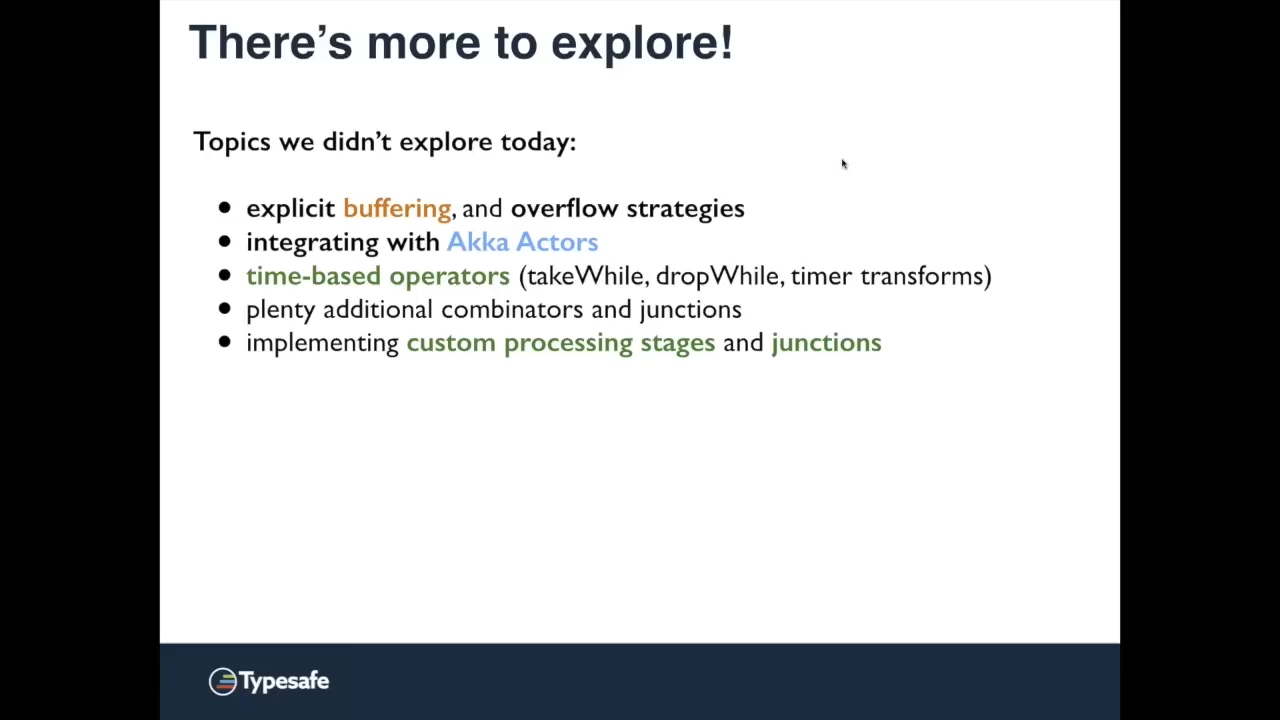 There's more to explore!
Topics we didn't explore today:
• explicit buffering, and overflow strategies
• integrating with Akka Actors
• time-based operators (takeWhile, dropWhile, timer transforms)
• plenty additional combinators and junctions
• implementing custom processing stages and junctions
Typesafe